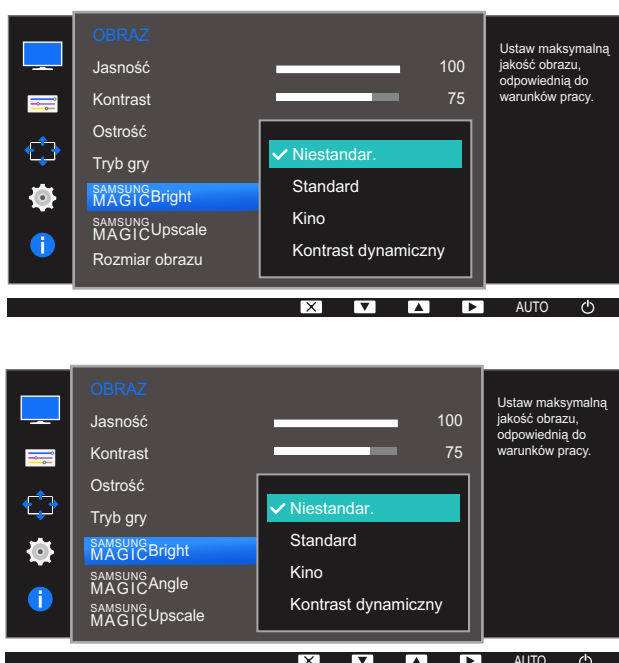 OBRAZ
Jasność 100
Kontrast 75
Ostrość
Tryb gry
SAMSUNG MAGIC Bright
SAMSUNG MAGIC Upscale
Rozmiar obrazu
Niestandar.
Standard
Kino
Kontrast dynamiczny
Ustaw maksymalną
jakość obrazu,
odpowiednią do
warunków pracy.
AUTO
OBRAZ
Jasność 100
Kontrast 75
Ostrość
Tryb gry
SAMSUNG MAGIC Bright
SAMSUNG MAGIC Angle
SAMSUNG MAGIC Upscale
Niestandar.
Standard
Kino
Kontrast dynamiczny
Ustaw maksymalną
jakość obrazu,
odpowiednią do
warunków pracy.
AUTO